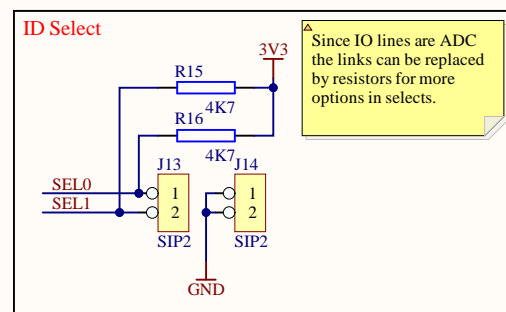 ID Select
3V3
Since IO lines are ADC
the links can be replaced
by resistors for more
options in selects.
R15
4K7
R16
4K7
J13
J14
SEL0
1
1
SEL1
2
2
SIP2
SIP2
GND